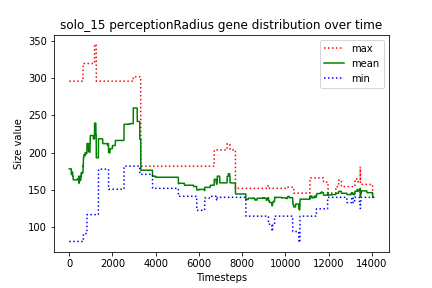 solo_15 perceptionRadius gene distribution over time
350
300
250
200
150
100
Size value
max
mean
min
0 2000 4000 6000 8000 10000 12000 14000
Timesteps